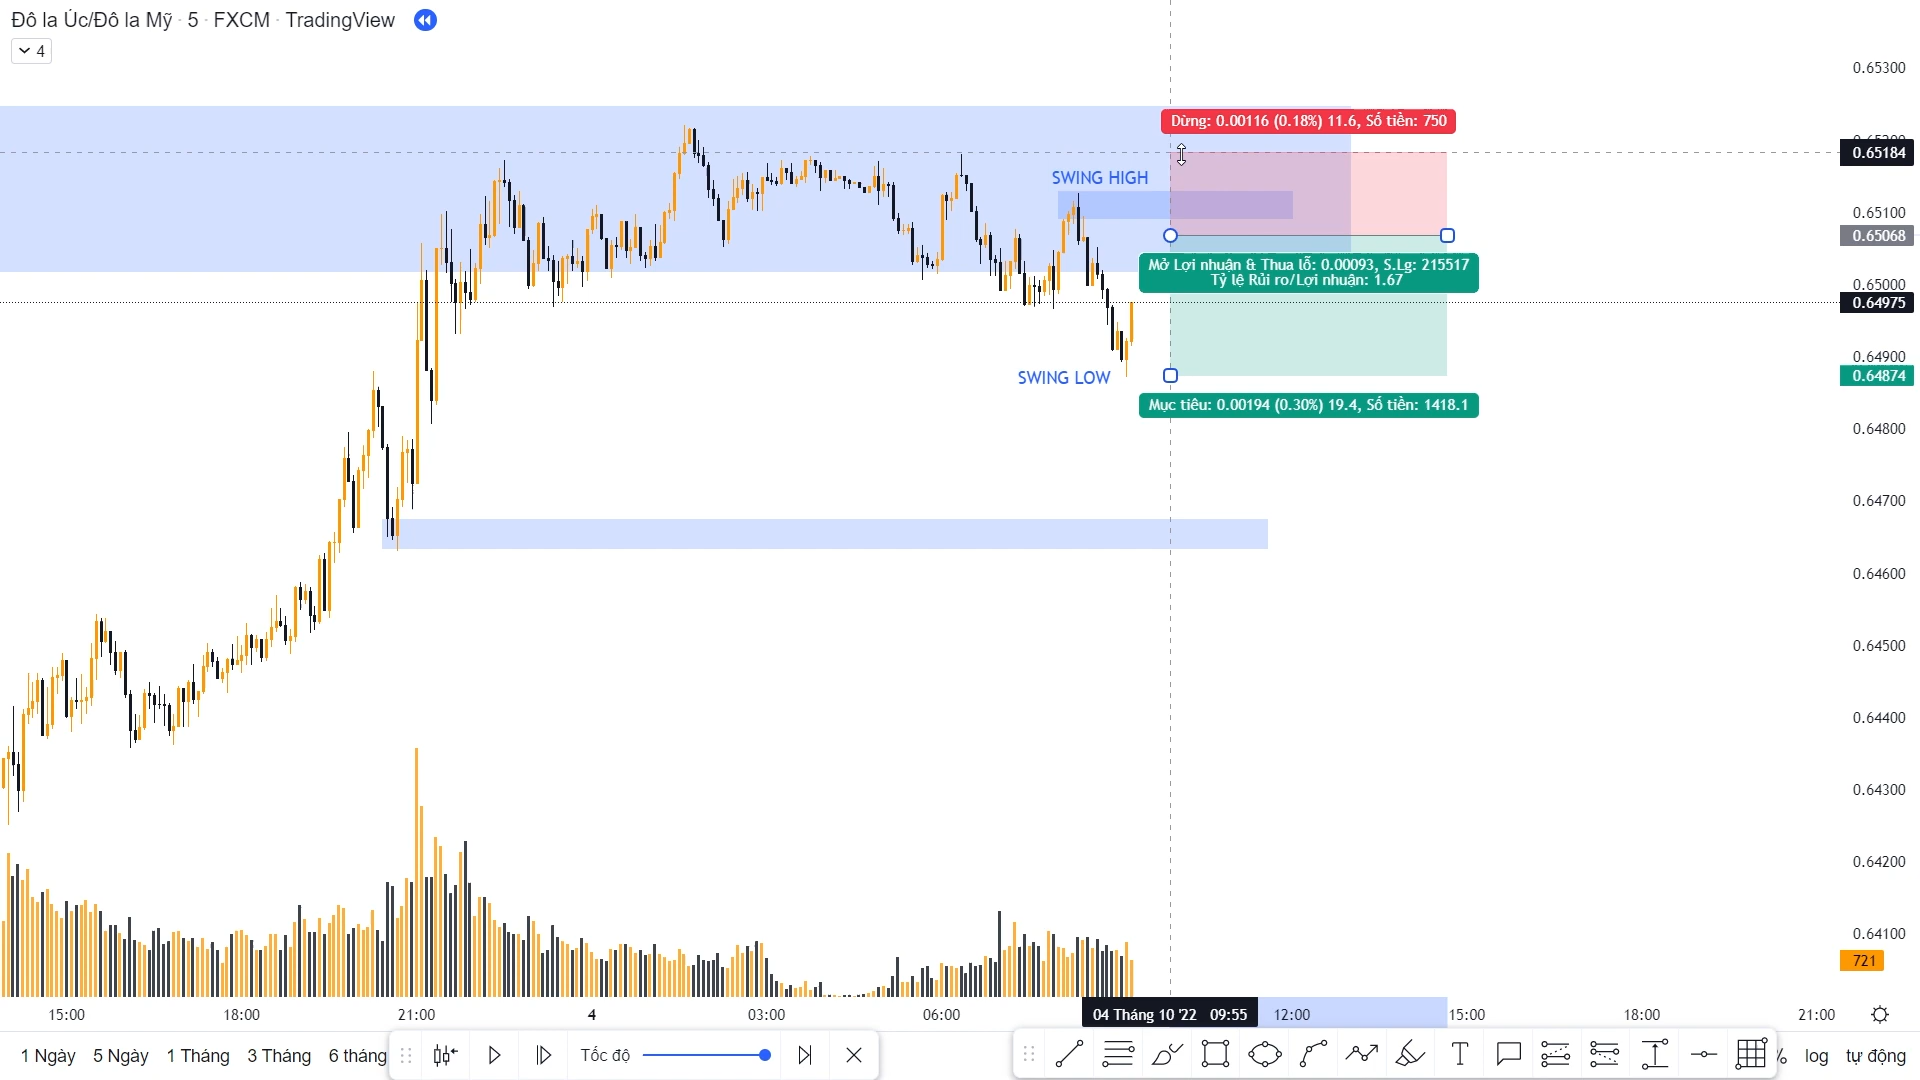 Đô la Úc/Đô la Mỹ · 5 · FXCM · TradingView
4
0.65300
Dừng: 0.00116 (0.18%) 11.6, Số tiền: 750
0.65184
SWING HIGH
0.65100
0.65068
Mở Lợi nhuận & Thua lỗ: 0.00093, S.Lg: 215517
Tỷ lệ Rủi ro/Lợi nhuận: 1.67
0.65000
0.64975
0.64900
SWING LOW
0.64874
Mục tiêu: 0.00194 (0.30%) 19.4, Số tiền: 1418.1
0.64800
0.64700
0.64600
0.64500
0.64400
0.64300
0.64200
0.64100
721
15:00 18:00 21:00 4 03:00 06:00 04 Tháng 10 '22 09:55 12:00 15:00 18:00 21:00
1 Ngày 5 Ngày 1 Tháng 3 Tháng 6 tháng Tốc độ % log tự động